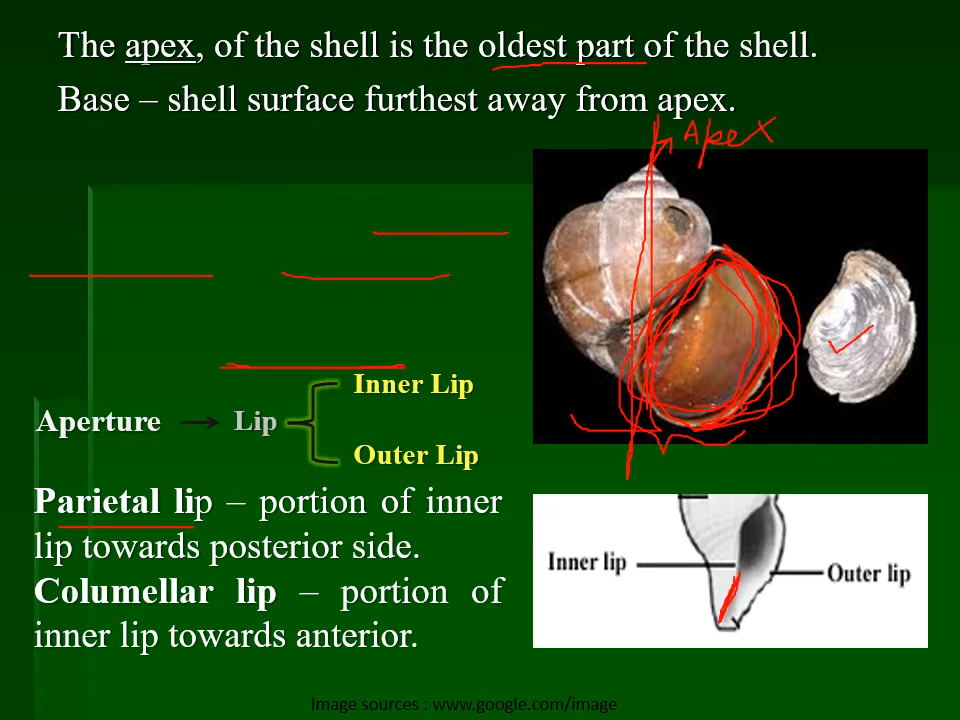 The apex, of the shell is the oldest part of the shell.
Base – shell surface furthest away from apex.
Apex
Inner Lip
Aperture
Lip
Outer Lip
Parietal lip – portion of inner
lip towards posterior side.
Columellar lip – portion of
inner lip towards anterior.
Inner lip
Outer lip
Image sources : www.google.com/image